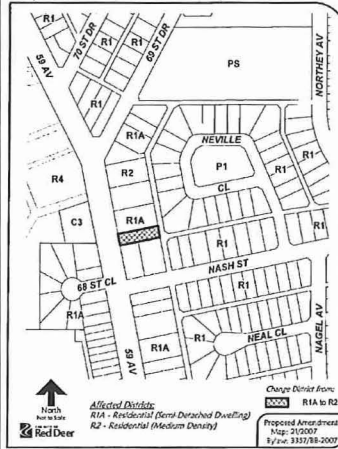 R1
59 AV
70 ST DR
R1
R1
69 ST DR
PS
NORTHEY AV
R1A
NEVILLE
R1
R1
R2
P1
R4
CL
R1A
C3
R1
R1
NASH ST
68 ST CL
R1
R1A
NAGEL AV
R1
NEAL CL
59 AV
R1A
North
Not to Scale
Red Deer
Affected Districts:
R1A - Residential (Semi-Detached Dwelling)
R2 - Residential (Medium Density)
Change District from:
R1A to R2
Proposed Amendment
Map: 21/2007
Bylaw: 3357/BB-2007